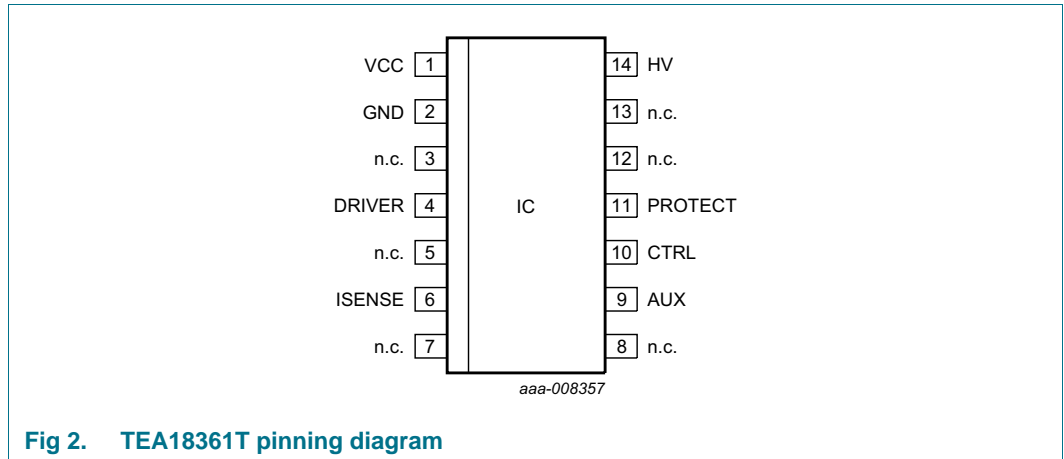 VCC 1 14 HV
GND 2 13 n.c.
n.c. 3 12 n.c.
DRIVER 4 IC 11 PROTECT
n.c. 5 10 CTRL
ISENSE 6 9 AUX
n.c. 7 8 n.c.
aaa-008357
Fig 2. TEA18361T pinning diagram